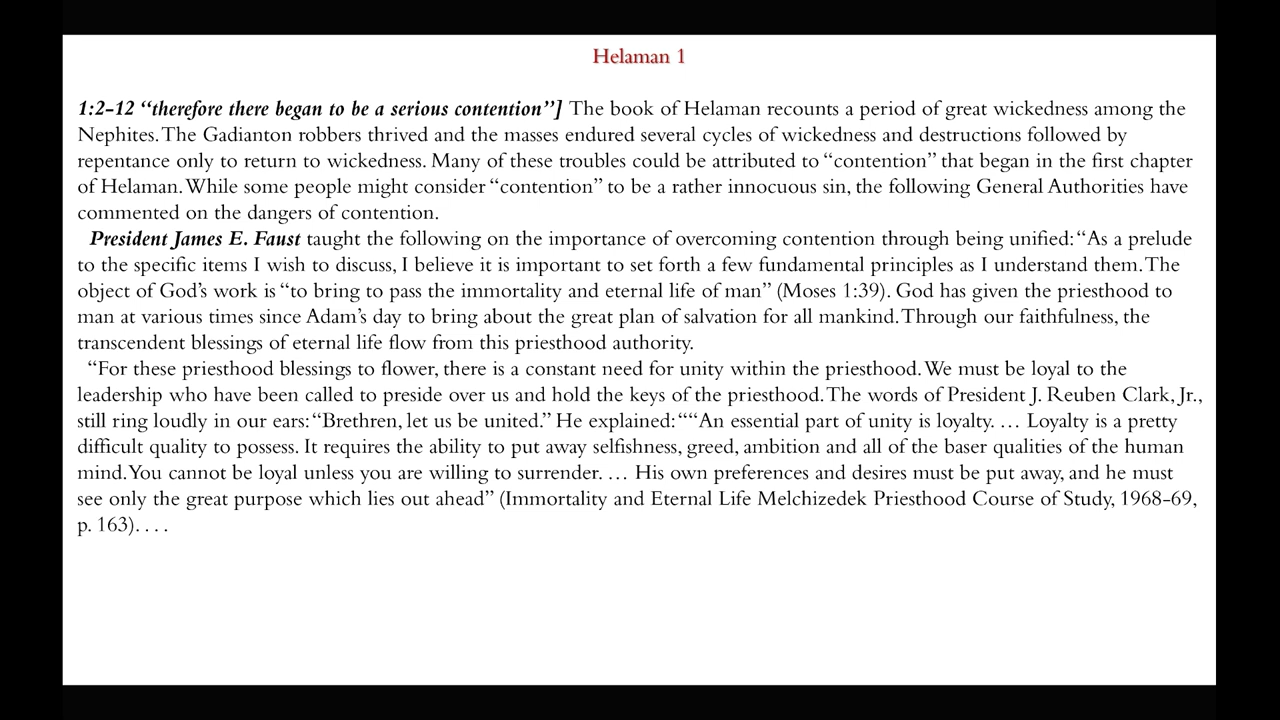 Helaman 1
1:2-12 “therefore there began to be a serious contention”] The book of Helaman recounts a period of great wickedness among the
Nephites. The Gadianton robbers thrived and the masses endured several cycles of wickedness and destructions followed by
repentance only to return to wickedness. Many of these troubles could be attributed to “contention” that began in the first chapter
of Helaman. While some people might consider “contention” to be a rather innocuous sin, the following General Authorities have
commented on the dangers of contention.
President James E. Faust taught the following on the importance of overcoming contention through being unified: “As a prelude
to the specific items I wish to discuss, I believe it is important to set forth a few fundamental principles as I understand them. The
object of God’s work is “to bring to pass the immortality and eternal life of man” (Moses 1:39). God has given the priesthood to
man at various times since Adam’s day to bring about the great plan of salvation for all mankind. Through our faithfulness, the
transcendent blessings of eternal life flow from this priesthood authority.
“For these priesthood blessings to flower, there is a constant need for unity within the priesthood. We must be loyal to the
leadership who have been called to preside over us and hold the keys of the priesthood. The words of President J. Reuben Clark, Jr.,
still ring loudly in our ears: “Brethren, let us be united.” He explained: ““An essential part of unity is loyalty. … Loyalty is a pretty
difficult quality to possess. It requires the ability to put away selfishness, greed, ambition and all of the baser qualities of the human
mind. You cannot be loyal unless you are willing to surrender. … His own preferences and desires must be put away, and he must
see only the great purpose which lies out ahead” (Immortality and Eternal Life Melchizedek Priesthood Course of Study, 1968-69,
p. 163). . . .